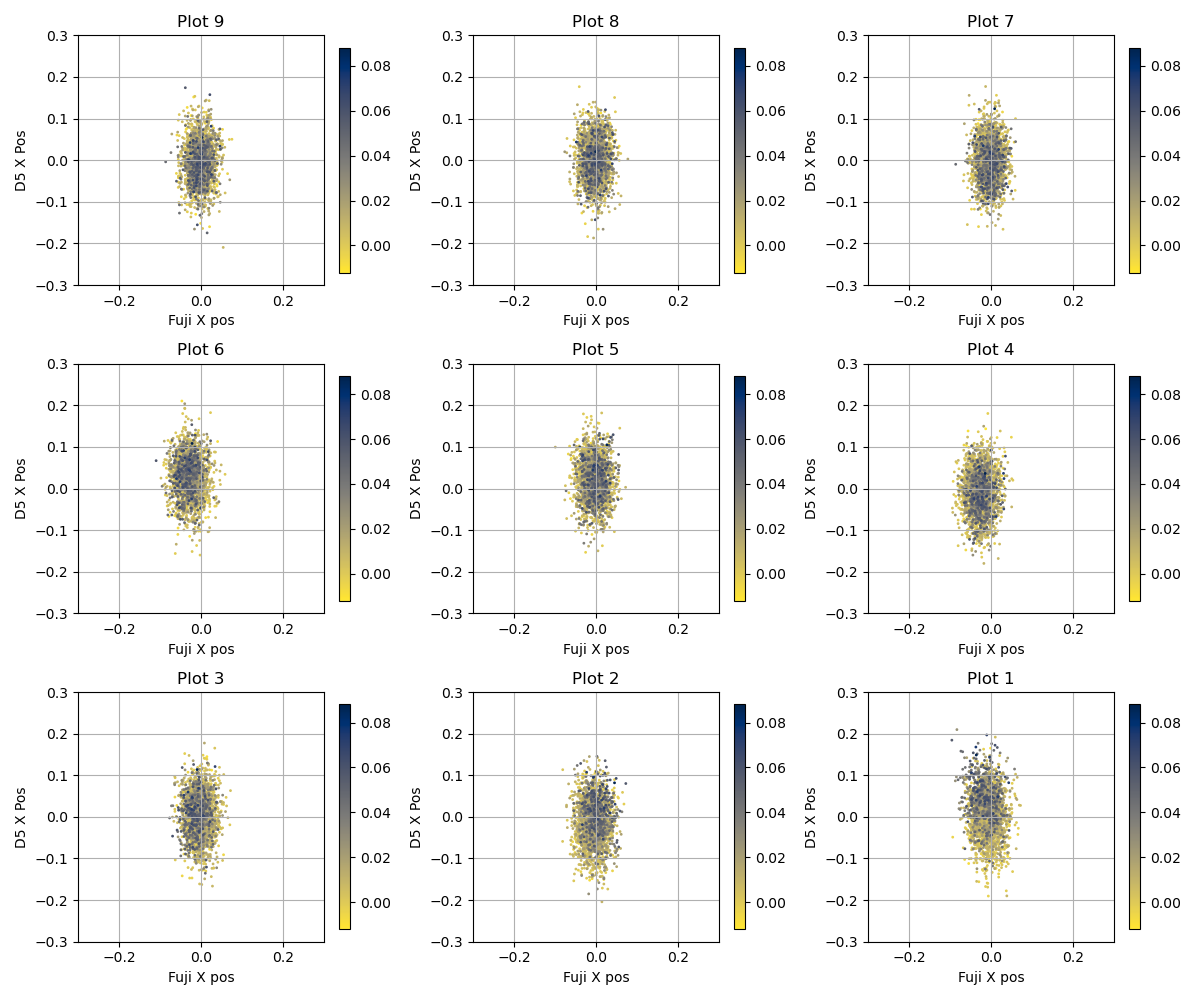 Plot 9 Plot 8 Plot 7
0.3 0.3 0.3
0.08 0.08 0.08
0.2 0.2 0.2
0.1 0.06 0.1 0.06 0.1 0.06
D5 X Pos D5 X Pos D5 X Pos
0.0 0.04 0.0 0.04 0.0 0.04
−0.1 0.02 −0.1 0.02 −0.1 0.02
−0.2 0.00 −0.2 0.00 −0.2 0.00
−0.3 −0.3 −0.3
−0.2 0.0 0.2 −0.2 0.0 0.2 −0.2 0.0 0.2
Fuji X pos Fuji X pos Fuji X pos
Plot 6 Plot 5 Plot 4
0.3 0.3 0.3
0.08 0.08 0.08
0.2 0.2 0.2
0.1 0.06 0.1 0.06 0.1 0.06
D5 X Pos D5 X Pos D5 X Pos
0.0 0.04 0.0 0.04 0.0 0.04
−0.1 0.02 −0.1 0.02 −0.1 0.02
−0.2 0.00 −0.2 0.00 −0.2 0.00
−0.3 −0.3 −0.3
−0.2 0.0 0.2 −0.2 0.0 0.2 −0.2 0.0 0.2
Fuji X pos Fuji X pos Fuji X pos
Plot 3 Plot 2 Plot 1
0.3 0.3 0.3
0.08 0.08 0.08
0.2 0.2 0.2
0.1 0.06 0.1 0.06 0.1 0.06
D5 X Pos D5 X Pos D5 X Pos
0.0 0.04 0.0 0.04 0.0 0.04
−0.1 0.02 −0.1 0.02 −0.1 0.02
−0.2 0.00 −0.2 0.00 −0.2 0.00
−0.3 −0.3 −0.3
−0.2 0.0 0.2 −0.2 0.0 0.2 −0.2 0.0 0.2
Fuji X pos Fuji X pos Fuji X pos